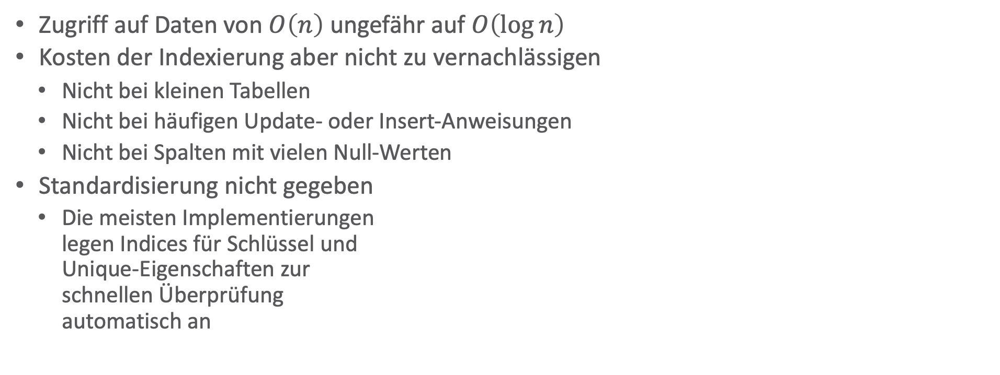 • Zugriff auf Daten von O(n) ungefähr auf O(log n)
• Kosten der Indexierung aber nicht zu vernachlässigen
• Nicht bei kleinen Tabellen
• Nicht bei häufigen Update- oder Insert-Anweisungen
• Nicht bei Spalten mit vielen Null-Werten
• Standardisierung nicht gegeben
• Die meisten Implementierungen
legen Indices für Schlüssel und
Unique-Eigenschaften zur
schnellen Überprüfung
automatisch an